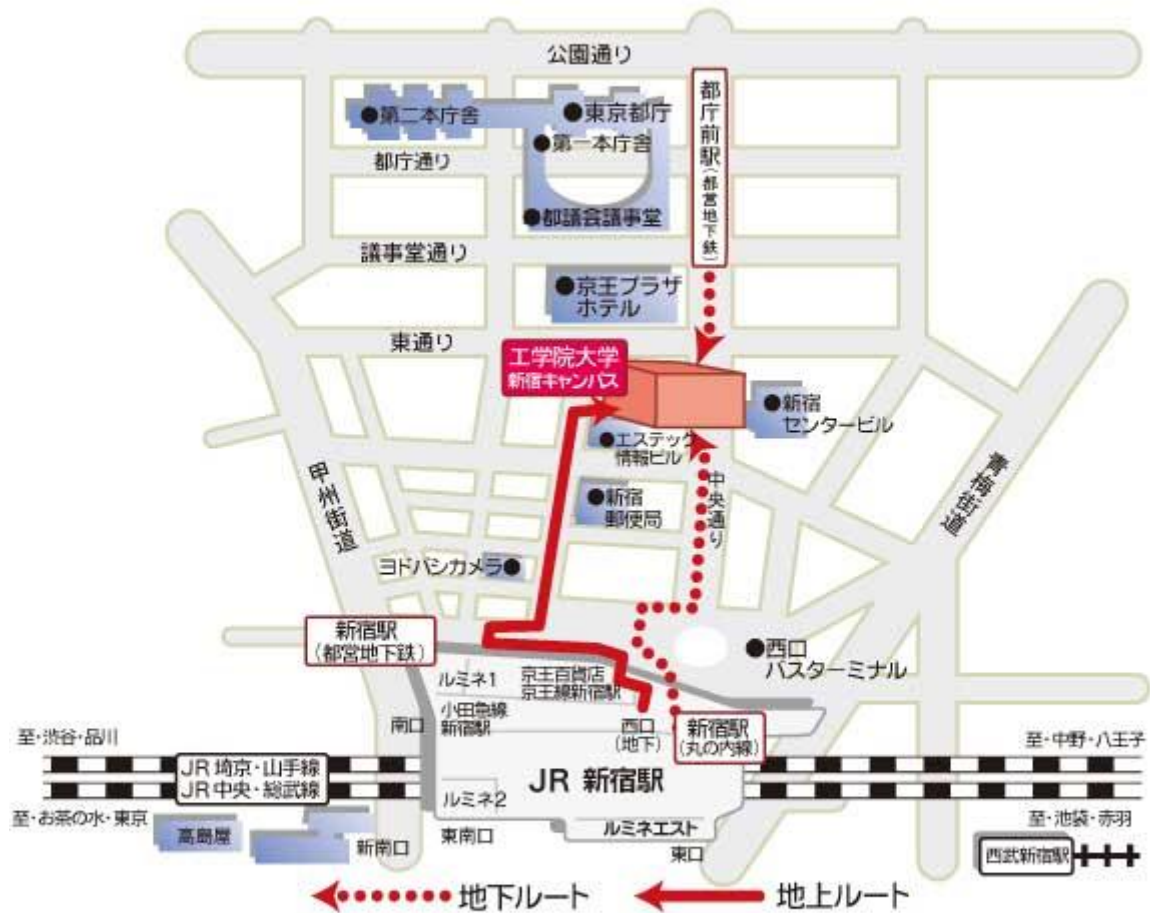 公園通り
都庁前駅(都営地下鉄)
●第二本庁舎
●東京都庁
●第一本庁舎
都庁通り
●都議会議事堂
議事堂通り
●京王プラザ
ホテル
東通り
工学院大学
新宿キャンパス
●新宿
センタービル
●エステック
情報ビル
甲州街道
中央通り
青梅街道
●新宿
郵便局
ヨドバシカメラ●
新宿駅
(都営地下鉄)
●西口
バスターミナル
ルミネ1
京王百貨店
京王線新宿駅
小田急線
新宿駅
南口
西口
(地下)
新宿駅
(丸の内線)
至・渋谷・品川
至・中野・八王子
JR 埼京・山手線
JR 中央・総武線
JR 新宿駅
ルミネ2
至・お茶の水・東京
至・池袋・赤羽
高島屋
新南口
東南口
ルミネエスト
東口
西武新宿駅
地下ルート
地上ルート